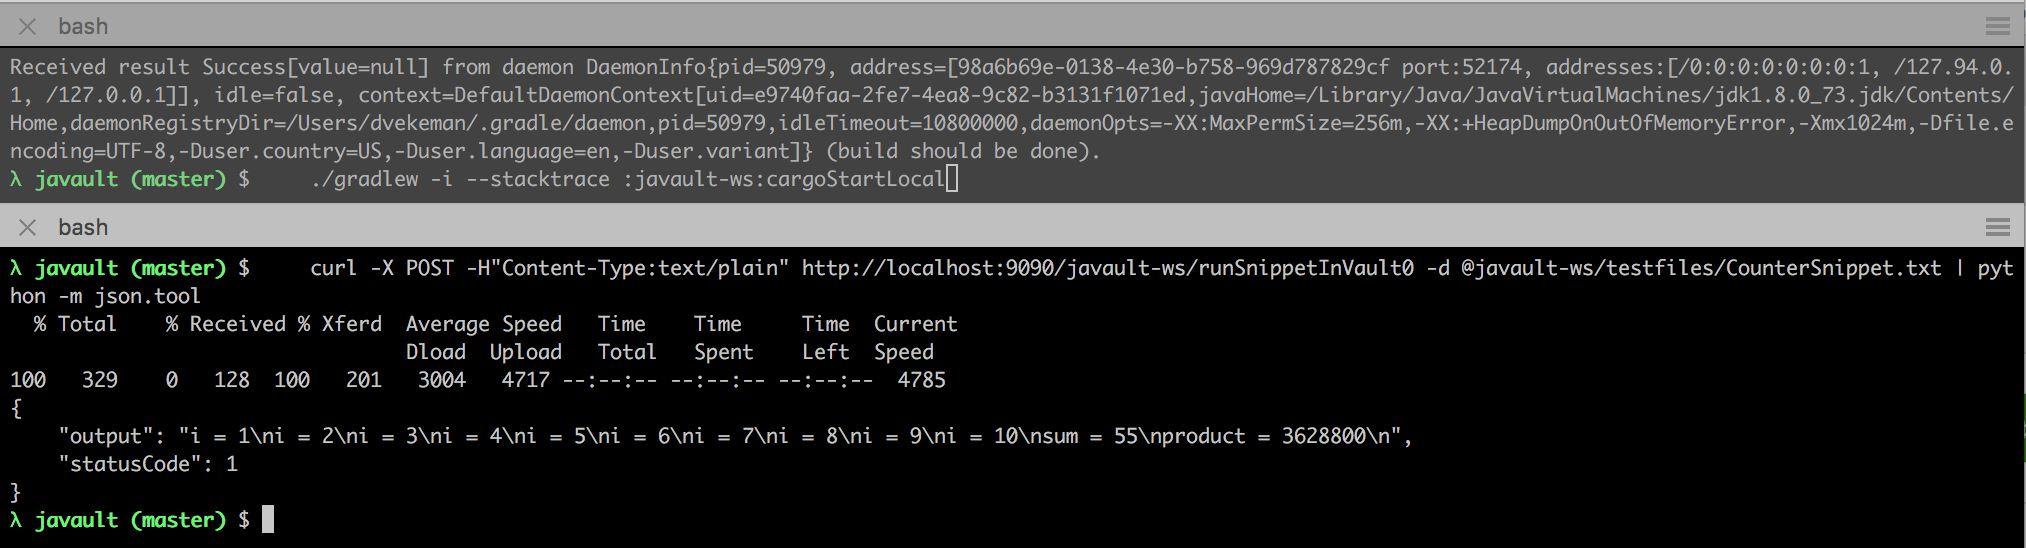 bash
Received result Success[value=null] from daemon DaemonInfo{pid=50979, address=[98a6b69e-0138-4e30-b758-969d787829cf port:52174, addresses:[/0:0:0:0:0:0:0:1, /127.94.0.
1, /127.0.0.1]], idle=false, context=DefaultDaemonContext[uid=e9740faa-2fe7-4ea8-9c82-b3131f1071ed,javaHome=/Library/Java/JavaVirtualMachines/jdk1.8.0_73.jdk/Contents/
Home,daemonRegistryDir=/Users/dvekeman/.gradle/daemon,pid=50979,idleTimeout=10800000,daemonOpts=-XX:MaxPermSize=256m,-XX:+HeapDumpOnOutOfMemoryError,-Xmx1024m,-Dfile.e
ncoding=UTF-8,-Duser.country=US,-Duser.language=en,-Duser.variant]} (build should be done).
λ javault (master) $     ./gradlew -i --stacktrace :javault-ws:cargoStartLocal
bash
λ javault (master) $     curl -X POST -H"Content-Type:text/plain" http://localhost:9090/javault-ws/runSnippetInVault0 -d @javault-ws/testfiles/CounterSnippet.txt | pyt
hon -m json.tool
  % Total    % Received % Xferd  Average Speed   Time    Time     Time  Current
                                 Dload  Upload   Total   Spent    Left  Speed
100   329    0   128  100   201   3004   4717 --:--:-- --:--:-- --:--:--  4785
{
    "output": "i = 1\ni = 2\ni = 3\ni = 4\ni = 5\ni = 6\ni = 7\ni = 8\ni = 9\ni = 10\nsum = 55\nproduct = 3628800\n",
    "statusCode": 1
}
λ javault (master) $